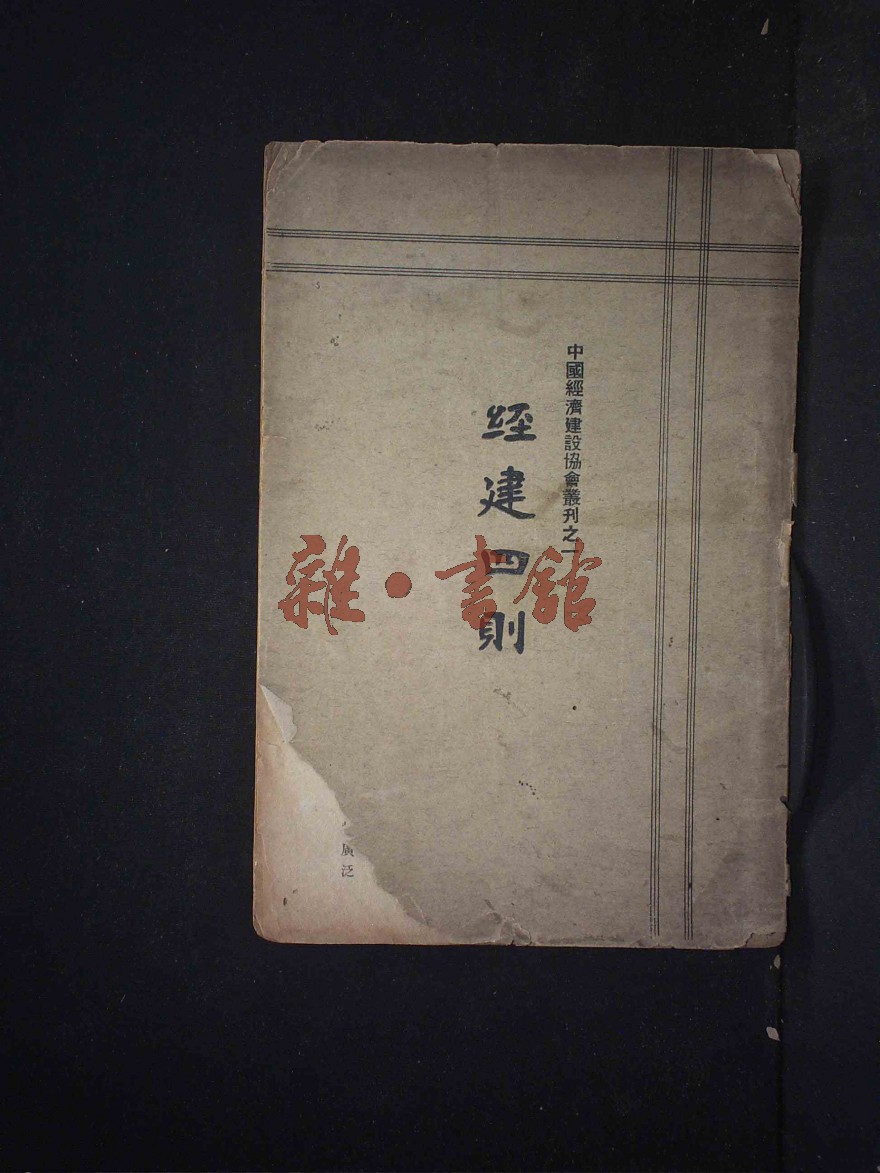 中國經濟建設協會叢刊之一
經建四則
廣泛
雜·書館